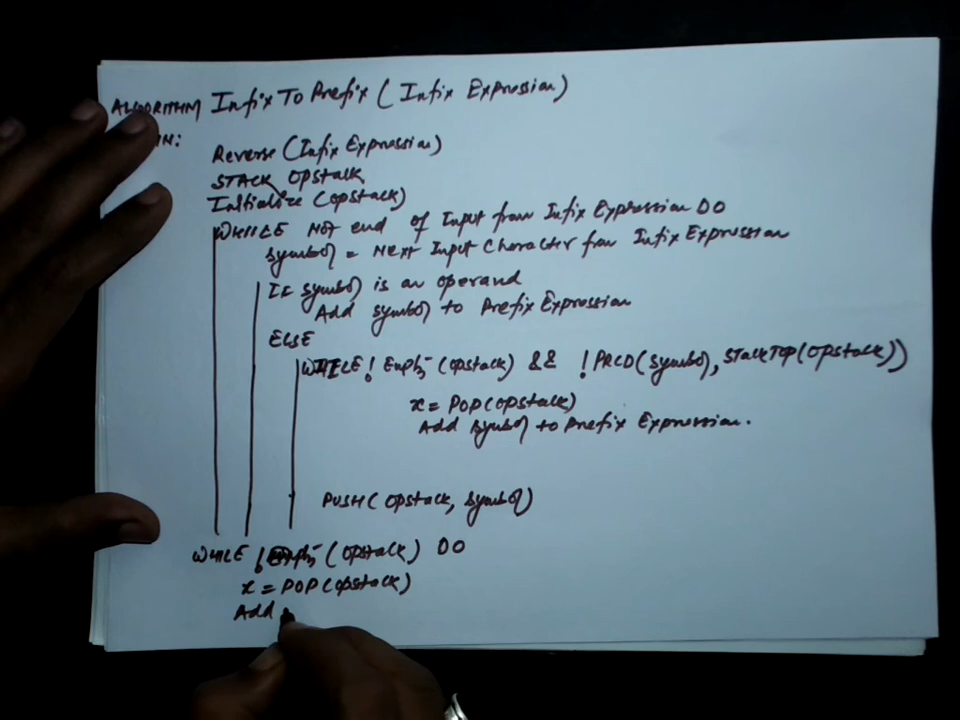 ALGORITHM Infix To Prefix ( Infix Expression)
IN:
Reverse (Infix Expression)
STACK OpStack
Initialize (opstack)
WHILE Not end of Input from Infix Expression DO
symbol = Next Input Character from Infix Expression
If symbol is an operand
Add symbol to Prefix Expression
ELSE
WHILE ! Empty (opstack) && ! PRCD (symbol, StackTop(Opstack))
x = POP (opstack)
Add symbol to Prefix Expression.
PUSH ( opstack, symbol)
WHILE ! Empty (opstack) DO
x = POP (opstack)
Add